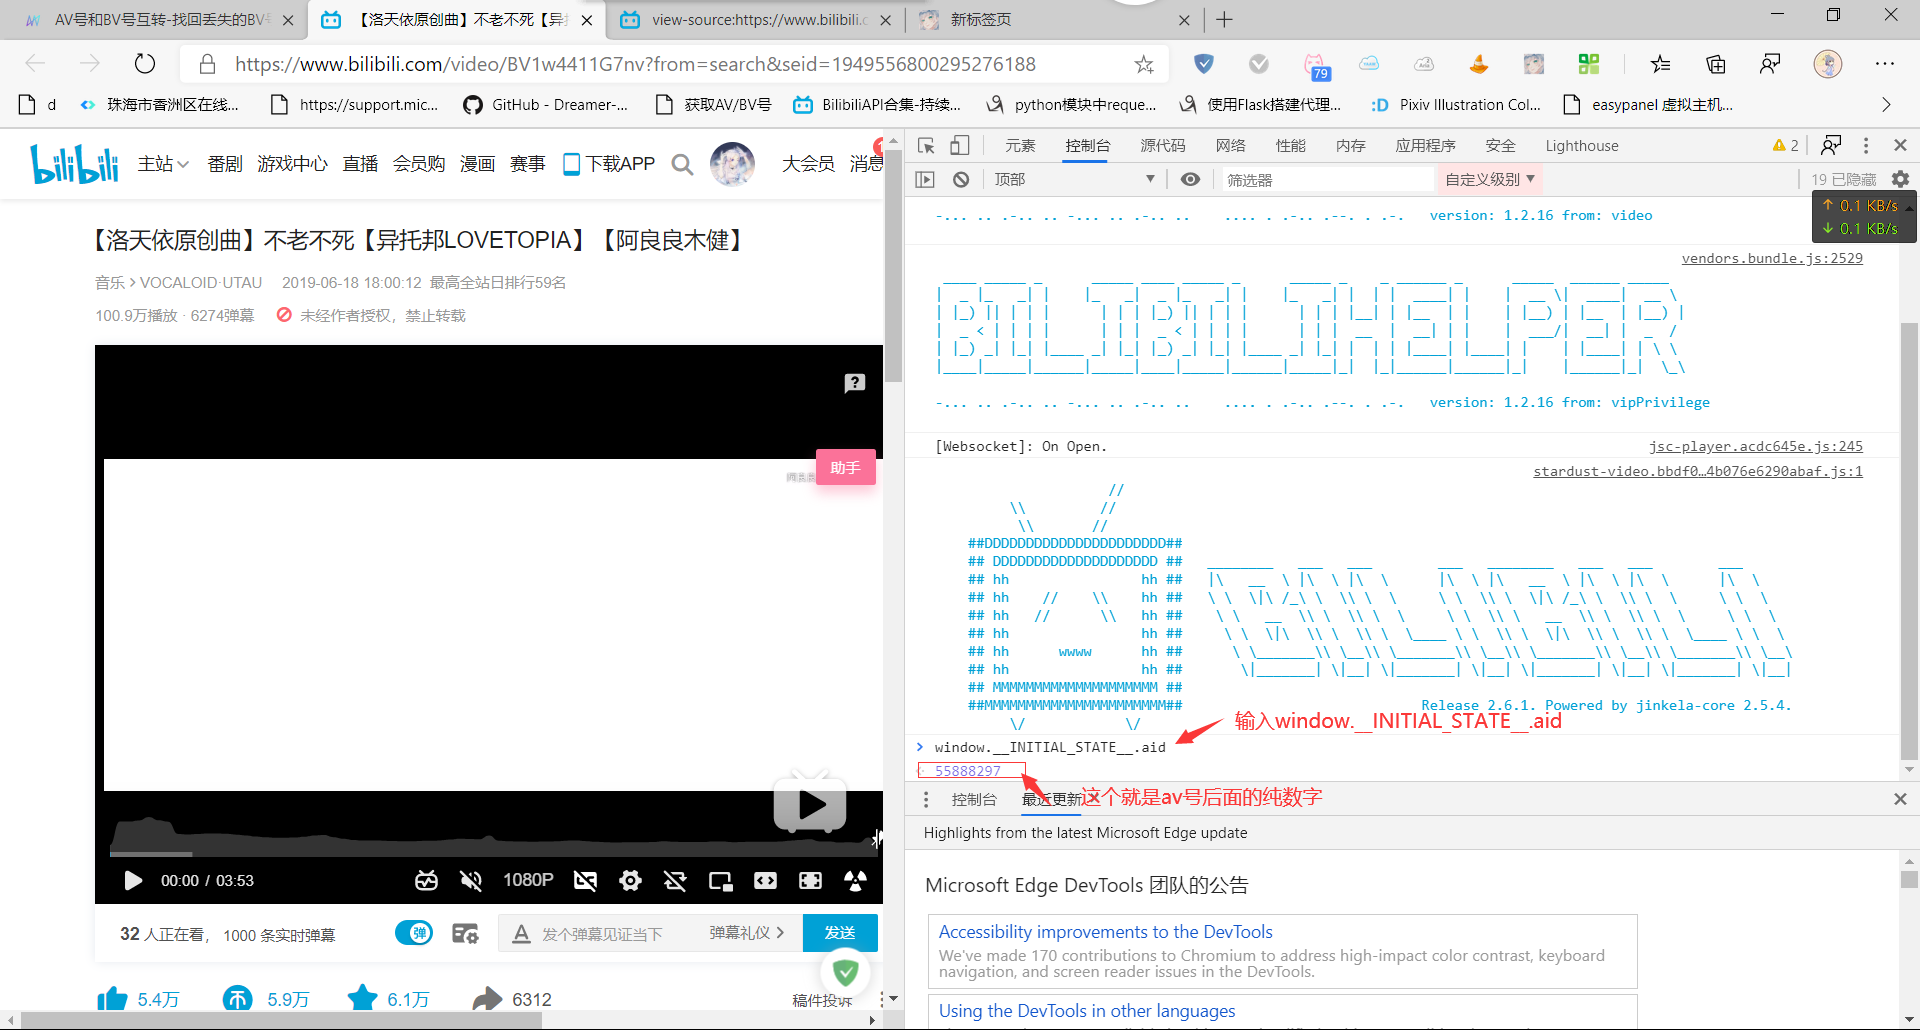 AV号和BV号互转-找回丢失的BV
【洛天依原创曲】不老不死【异
view-source:https://www.bilibili.c
新标签页
https://www.bilibili.com/video/BV1w4411G7nv?from=search&seid=1949556800295276188
79
d
珠海市香洲区在线...
https://support.mic...
GitHub - Dreamer-...
获取AV/BV号
BilibiliAPI合集-持续...
python模块中reque...
使用Flask搭建代理...
Pixiv Illustration Col...
easypanel 虚拟主机...
bilibili 主站 番剧 游戏中心 直播 会员购 漫画 赛事 下载APP 大会员 消息
【洛天依原创曲】不老不死【异托邦LOVETOPIA】【阿良良木健】
音乐 > VOCALOID·UTAU 2019-06-18 18:00:12 最高全站日排行59名
100.9万播放 · 6274弹幕 未经作者授权，禁止转载
助手
00:00 / 03:53 1080P
32 人正在看， 1000 条实时弹幕 弹 发个弹幕见证当下 弹幕礼仪 > 发送
5.4万 5.9万 6.1万 6312 稿件投诉
元素 控制台 源代码 网络 性能 内存 应用程序 安全 Lighthouse 2
顶部 筛选器 自定义级别 19 已隐藏
↑ 0.1 KB/s
↓ 0.1 KB/s
-... .. .-.. .. -... .. .-.. .. .... . .-.. .--. . .-. version: 1.2.16 from: video
vendors.bundle.js:2529
BILIBILIHELPER
-... .. .-.. .. -... .. .-.. .. .... . .-.. .--. . .-. version: 1.2.16 from: vipPrivilege
[Websocket]: On Open. jsc-player.acdc645e.js:245
stardust-video.bbdf0…4b076e6290abaf.js:1
BILIBILI
Release 2.6.1. Powered by jinkela-core 2.5.4.
输入window.__INITIAL_STATE__.aid
> window.__INITIAL_STATE__.aid
55888297
这个就是av号后面的纯数字
控制台 最近更新
Highlights from the latest Microsoft Edge update
Microsoft Edge DevTools 团队的公告
Accessibility improvements to the DevTools
We've made 170 contributions to Chromium to address high-impact color contrast, keyboard
navigation, and screen reader issues in the DevTools.
Using the DevTools in other languages